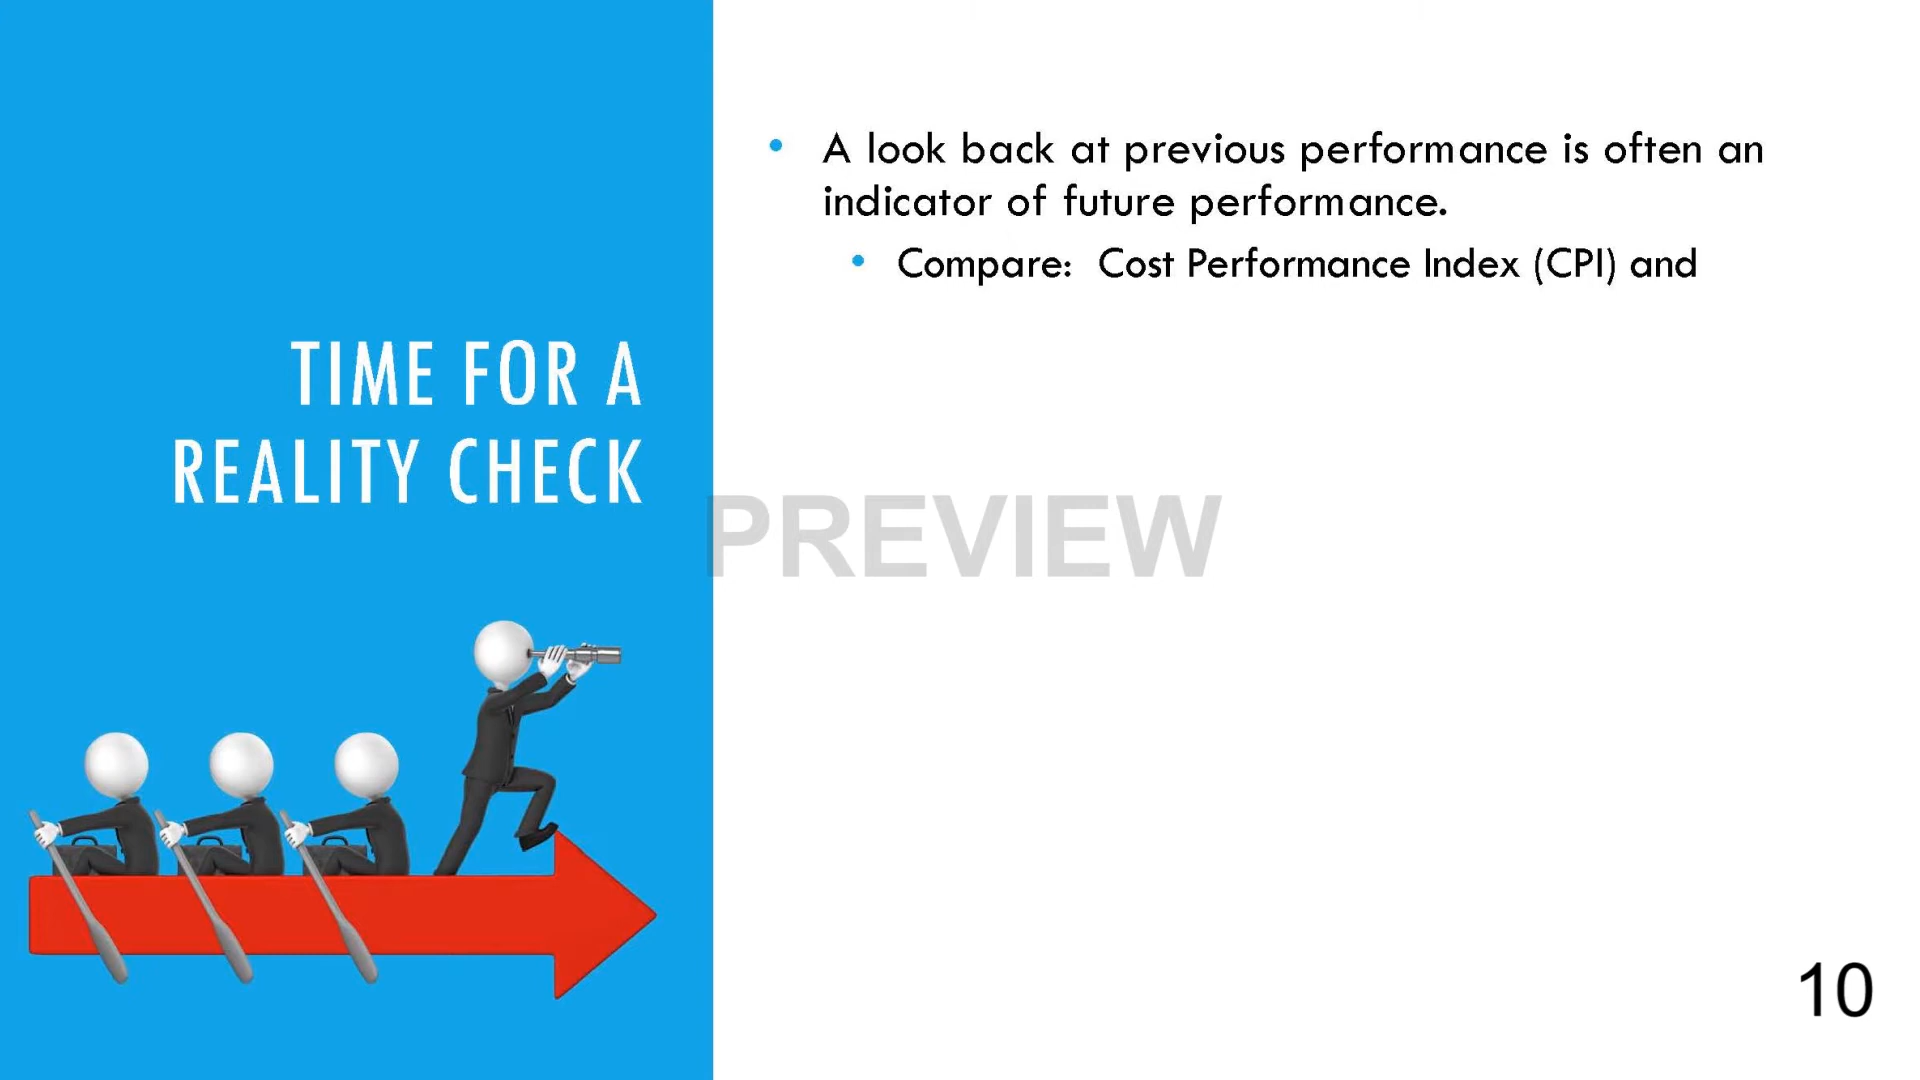 TIME FOR A
REALITY CHECK
• A look back at previous performance is often an
indicator of future performance.
• Compare: Cost Performance Index (CPI) and
PREVIEW
10